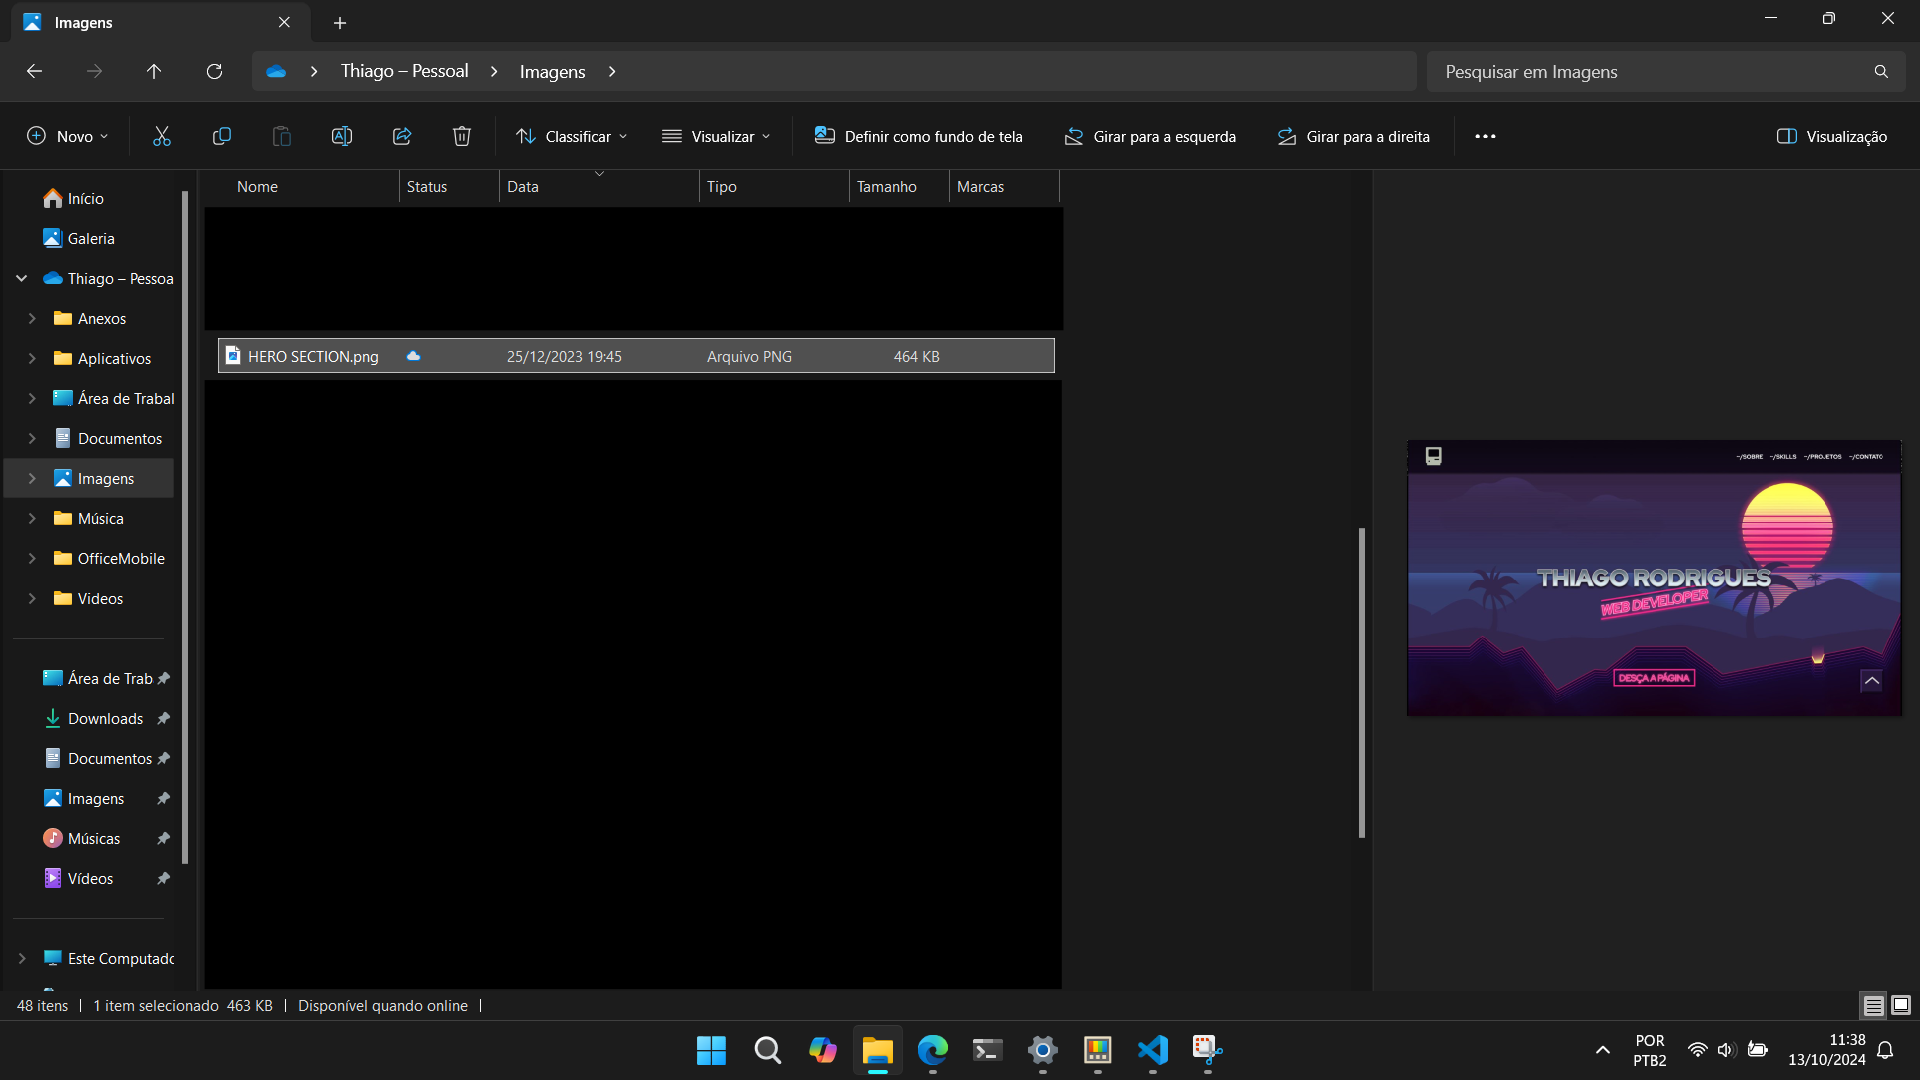 Imagens
Thiago – Pessoal
Imagens
Pesquisar em Imagens
Novo
Classificar
Visualizar
Definir como fundo de tela
Girar para a esquerda
Girar para a direita
Visualização
Nome
Status
Data
Tipo
Tamanho
Marcas
HERO SECTION.png
25/12/2023 19:45
Arquivo PNG
464 KB
Início
Galeria
Thiago – Pessoa
Anexos
Aplicativos
Área de Trabal
Documentos
Imagens
Música
OfficeMobile
Videos
Área de Trab
Downloads
Documentos
Imagens
Músicas
Vídeos
Este Computado
~/SOBRE ~/SKILLS ~/PROJETOS ~/CONTATO
THIAGO RODRIGUES
WEB DEVELOPER
DESÇA A PÁGINA
48 itens
1 item selecionado 463 KB
Disponível quando online
POR
PTB2
11:38
13/10/2024